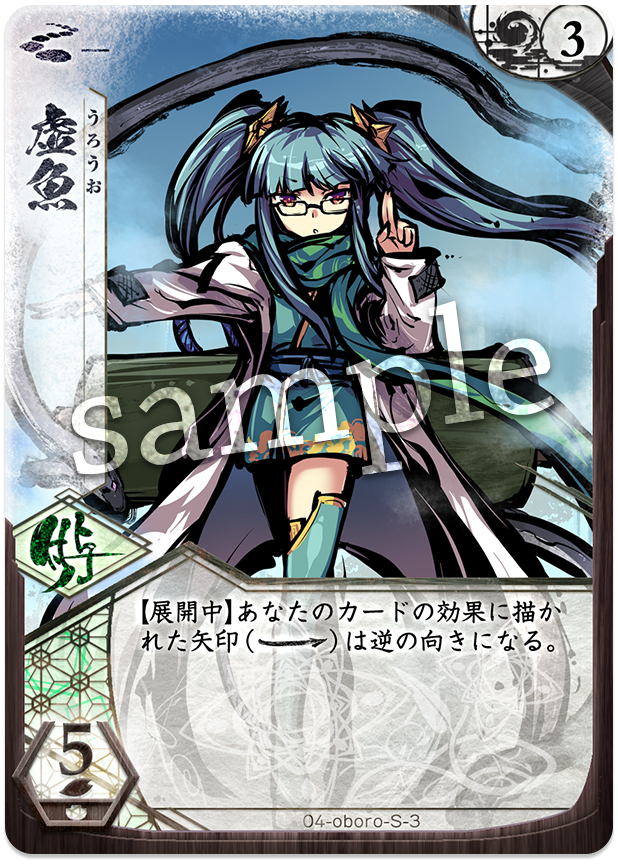 3
虚魚
うろうお
sample
付与
【展開中】あなたのカードの効果に描か
れた矢印(⟶)は逆の向きになる。
5
04-oboro-S-3